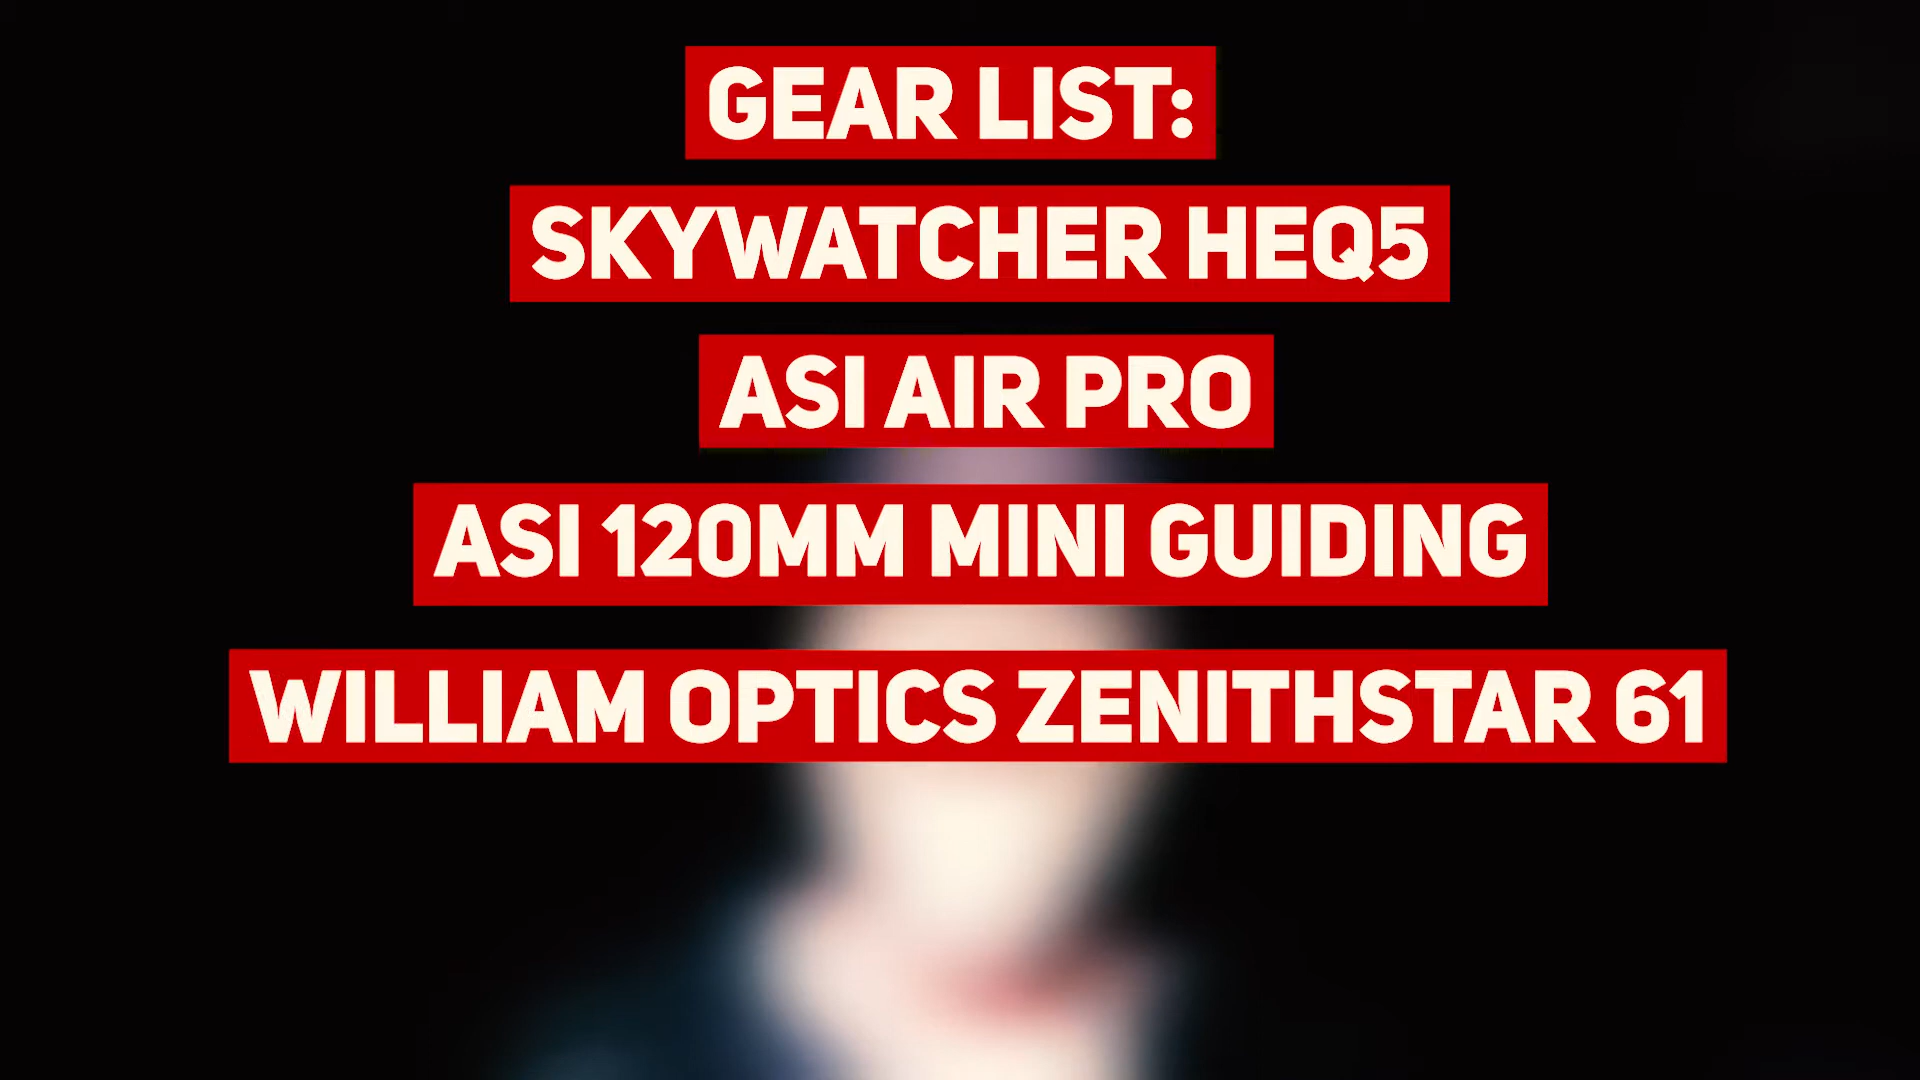 GEAR LIST:
SKYWATCHER HEQ5
ASI AIR PRO
ASI 120MM MINI GUIDING
WILLIAM OPTICS ZENITHSTAR 61